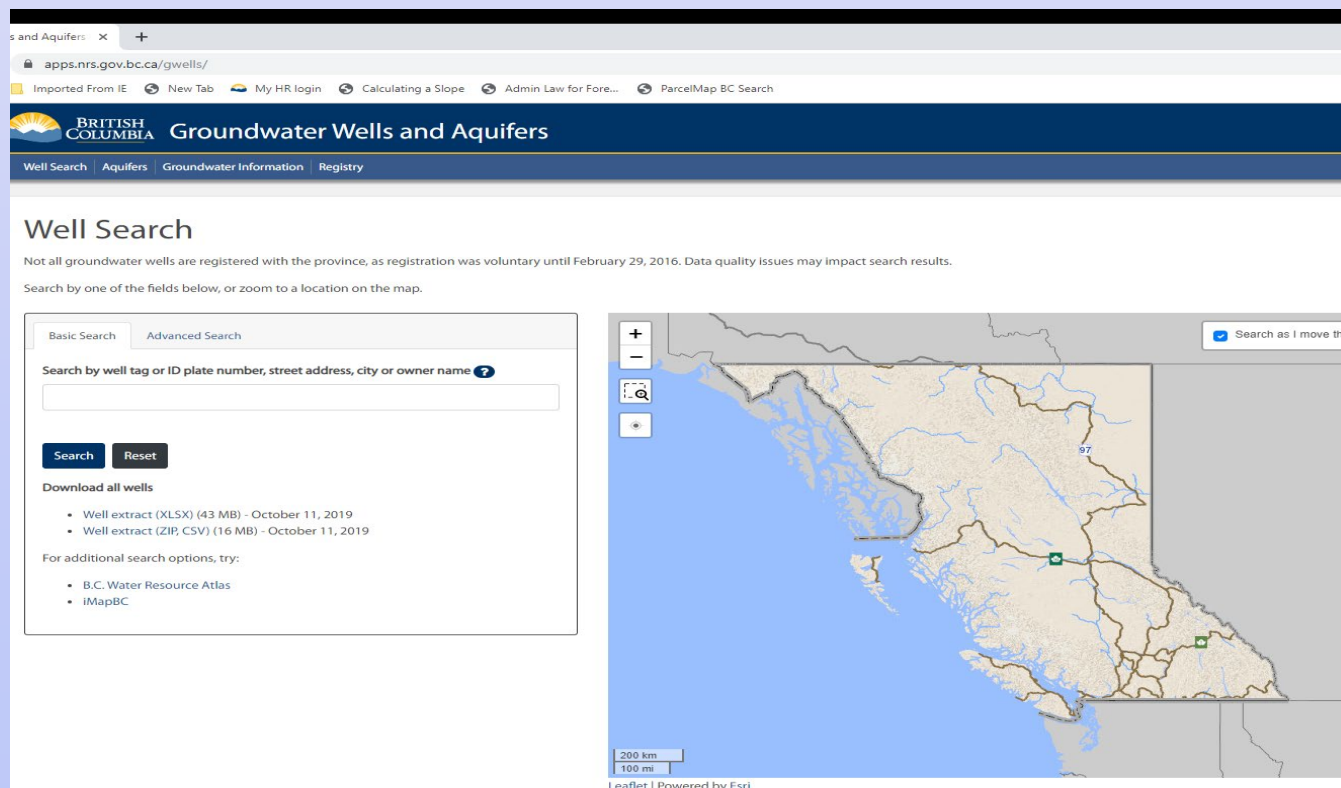 s and Aquifers × +
apps.nrs.gov.bc.ca/gwells/
Imported From IE New Tab My HR login Calculating a Slope Admin Law for Fore... ParcelMap BC Search
BRITISH
COLUMBIA
Groundwater Wells and Aquifers
Well Search Aquifers Groundwater Information Registry
Well Search
Not all groundwater wells are registered with the province, as registration was voluntary until February 29, 2016. Data quality issues may impact search results.
Search by one of the fields below, or zoom to a location on the map.
Basic Search Advanced Search
Search by well tag or ID plate number, street address, city or owner name ?
Search Reset
Download all wells
• Well extract (XLSX) (43 MB) - October 11, 2019
• Well extract (ZIP, CSV) (16 MB) - October 11, 2019
For additional search options, try:
• B.C. Water Resource Atlas
• iMapBC
+
−
Search as I move th
97
200 km
100 mi
Leaflet | Powered by Esri